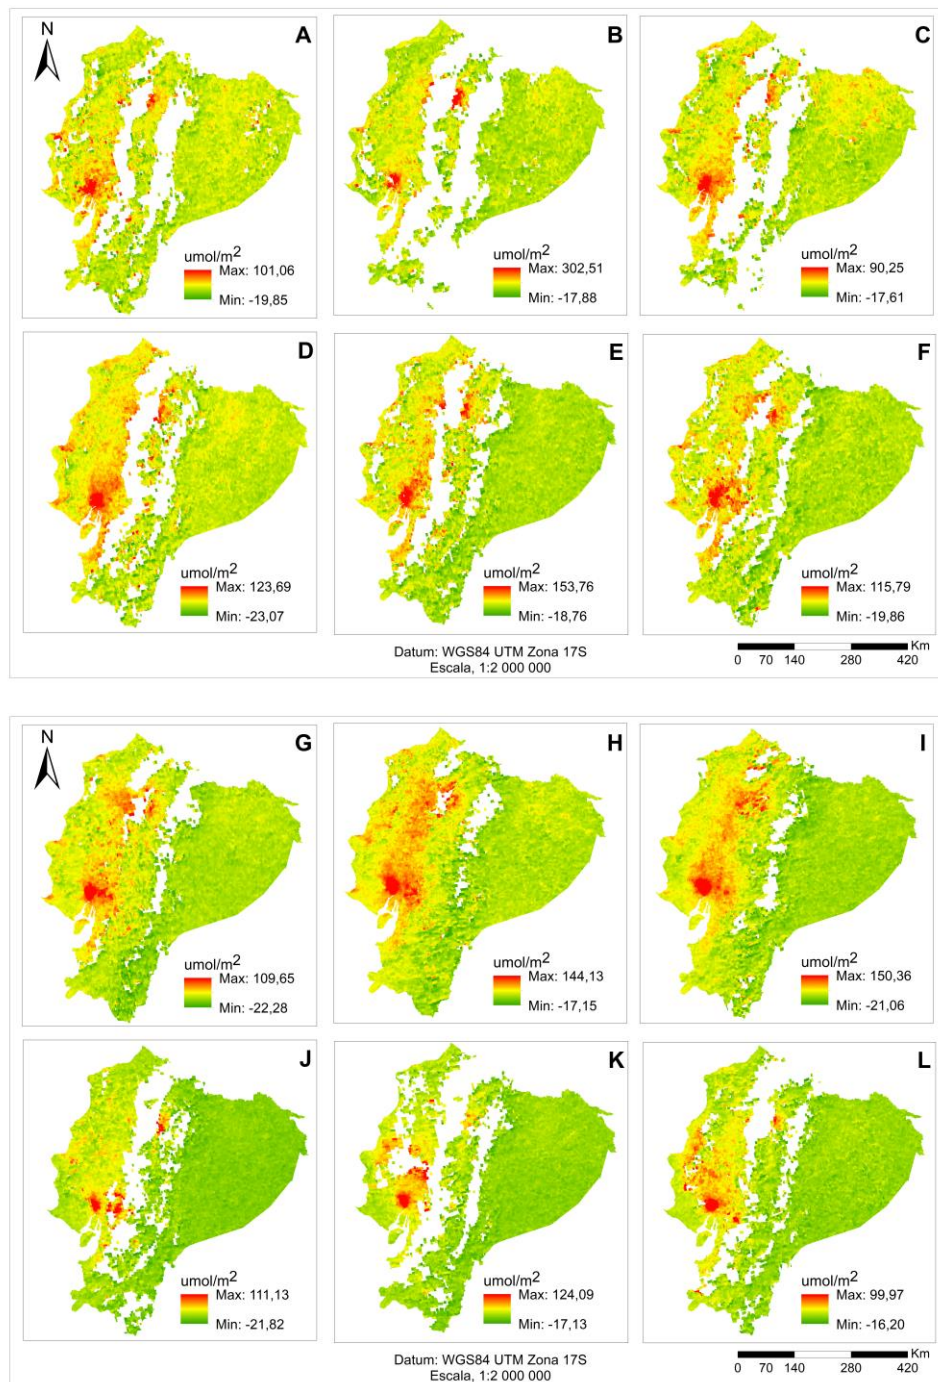 N
A
umol/m²
Max: 101,06
Min: -19,85
B
umol/m²
Max: 302,51
Min: -17,88
C
umol/m²
Max: 90,25
Min: -17,61
D
umol/m²
Max: 123,69
Min: -23,07
E
umol/m²
Max: 153,76
Min: -18,76
F
umol/m²
Max: 115,79
Min: -19,86
Datum: WGS84 UTM Zona 17S
Escala, 1:2 000 000
Km
0 70 140 280 420
N
G
umol/m²
Max: 109,65
Min: -22,28
H
umol/m²
Max: 144,13
Min: -17,15
I
umol/m²
Max: 150,36
Min: -21,06
J
umol/m²
Max: 111,13
Min: -21,82
K
umol/m²
Max: 124,09
Min: -17,13
L
umol/m²
Max: 99,97
Min: -16,20
Datum: WGS84 UTM Zona 17S
Escala, 1:2 000 000
Km
0 70 140 280 420